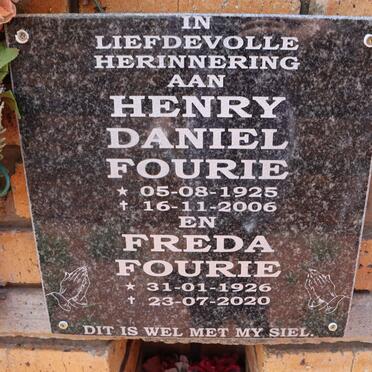 IN
LIEFDEVOLLE
HERINNERING
AAN
HENRY
DANIEL
FOURIE
★ 05-08-1925
✝ 16-11-2006
EN
FREDA
FOURIE
★ 31-01-1926
✝ 23-07-2020
DIT IS WEL MET MY SIEL.